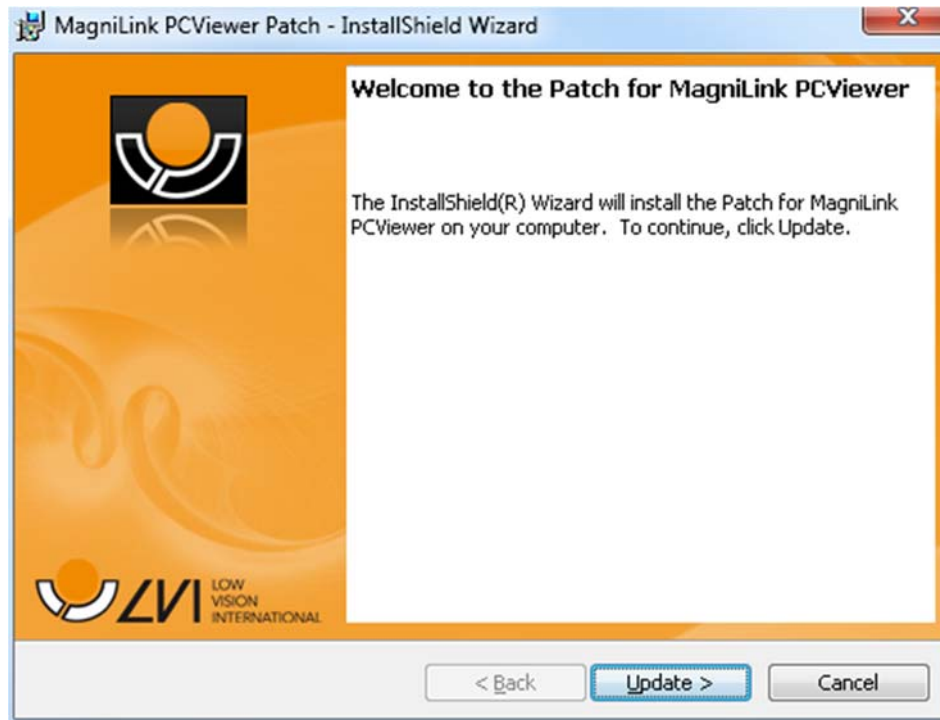 MagniLink PCViewer Patch - InstallShield Wizard
X
Welcome to the Patch for MagniLink PCViewer
The InstallShield(R) Wizard will install the Patch for MagniLink
PCViewer on your computer.  To continue, click Update.
LVI
LOW
VISION
INTERNATIONAL
< Back
Update >
Cancel